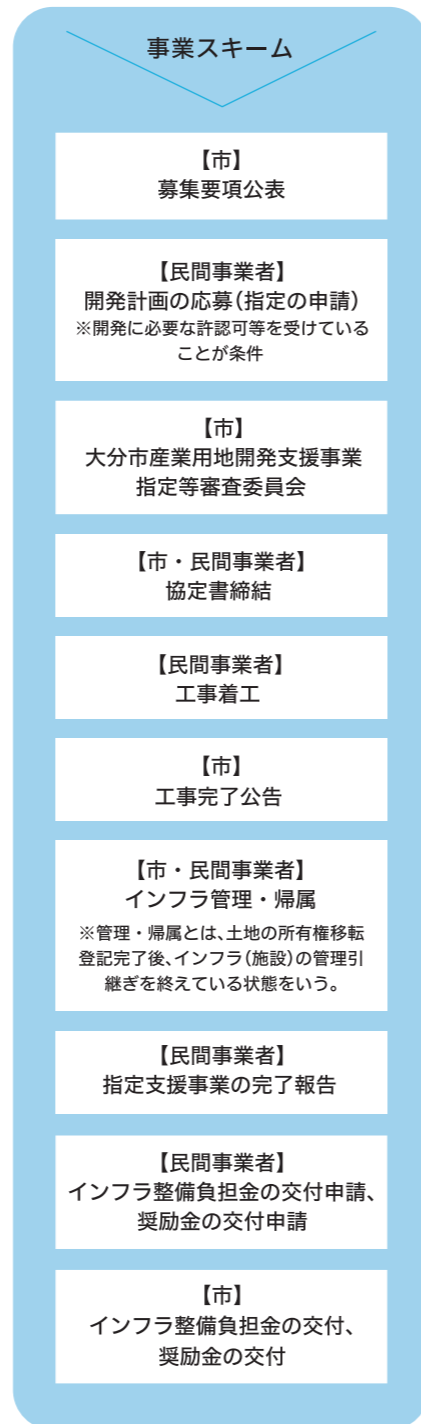 事業スキーム
【市】
募集要項公表
【民間事業者】
開発計画の応募(指定の申請)
※開発に必要な許認可等を受けている
ことが条件
【市】
大分市産業用地開発支援事業
指定等審査委員会
【市・民間事業者】
協定書締結
【民間事業者】
工事着工
【市】
工事完了公告
【市・民間事業者】
インフラ管理・帰属
※管理・帰属とは、土地の所有権移転
登記完了後、インフラ(施設)の管理引
継ぎを終えている状態をいう。
【民間事業者】
指定支援事業の完了報告
【民間事業者】
インフラ整備負担金の交付申請、
奨励金の交付申請
【市】
インフラ整備負担金の交付、
奨励金の交付